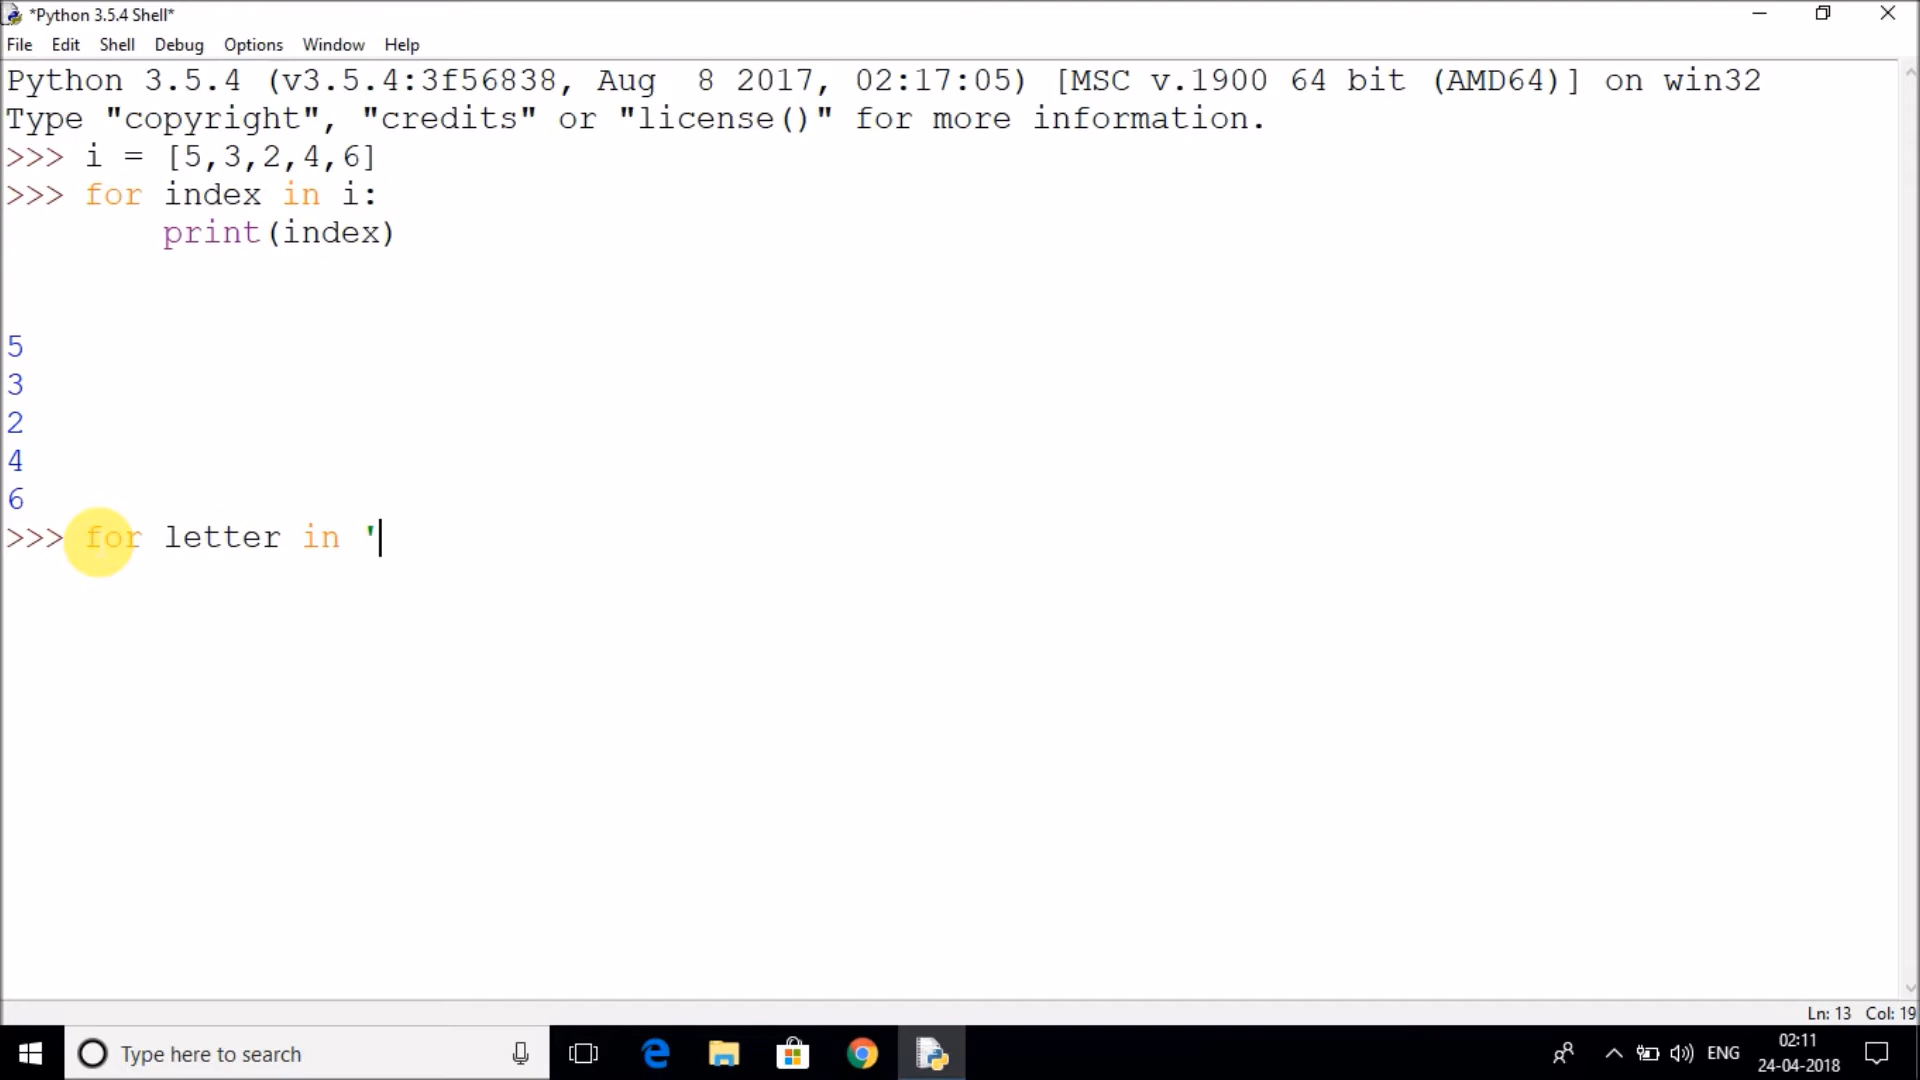 *Python 3.5.4 Shell*
File Edit Shell Debug Options Window Help
Python 3.5.4 (v3.5.4:3f56838, Aug  8 2017, 02:17:05) [MSC v.1900 64 bit (AMD64)] on win32
Type "copyright", "credits" or "license()" for more information.
>>> i = [5,3,2,4,6]
>>> for index in i:
        print(index)
5
3
2
4
6
>>> for letter in '
Ln: 13 Col: 19
Type here to search
ENG
02:11
24-04-2018